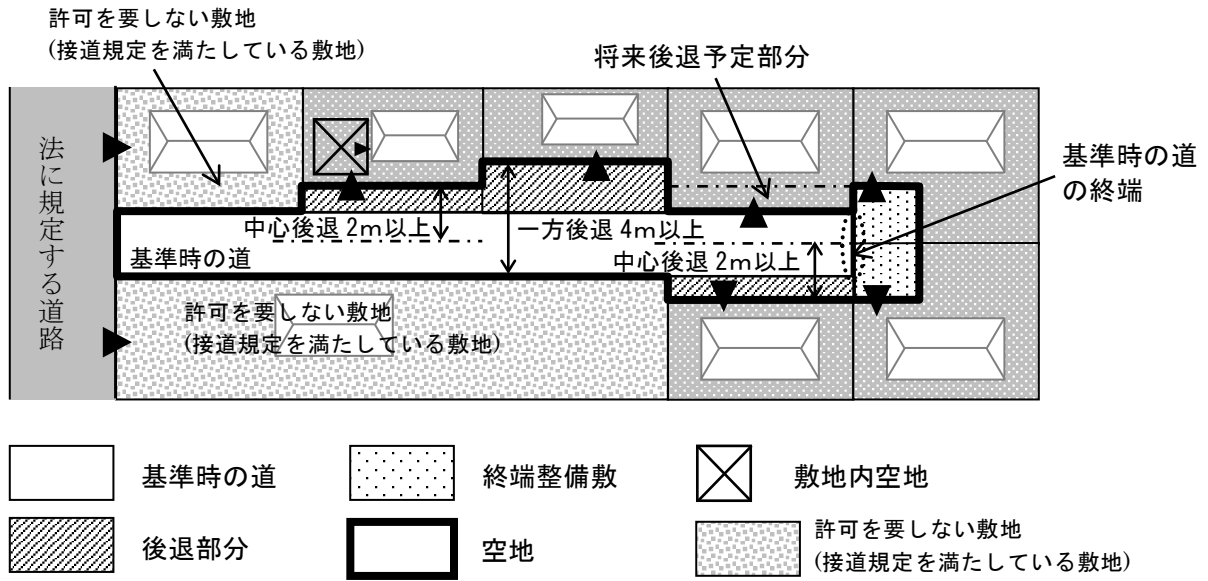 許可を要しない敷地
(接道規定を満たしている敷地)
将来後退予定部分
法に規定する道路
基準時の道
の終端
中心後退 2m以上
一方後退 4m以上
基準時の道
中心後退 2m以上
許可を要しない敷地
(接道規定を満たしている敷地)
基準時の道
終端整備敷
敷地内空地
後退部分
空地
許可を要しない敷地
(接道規定を満たしている敷地)